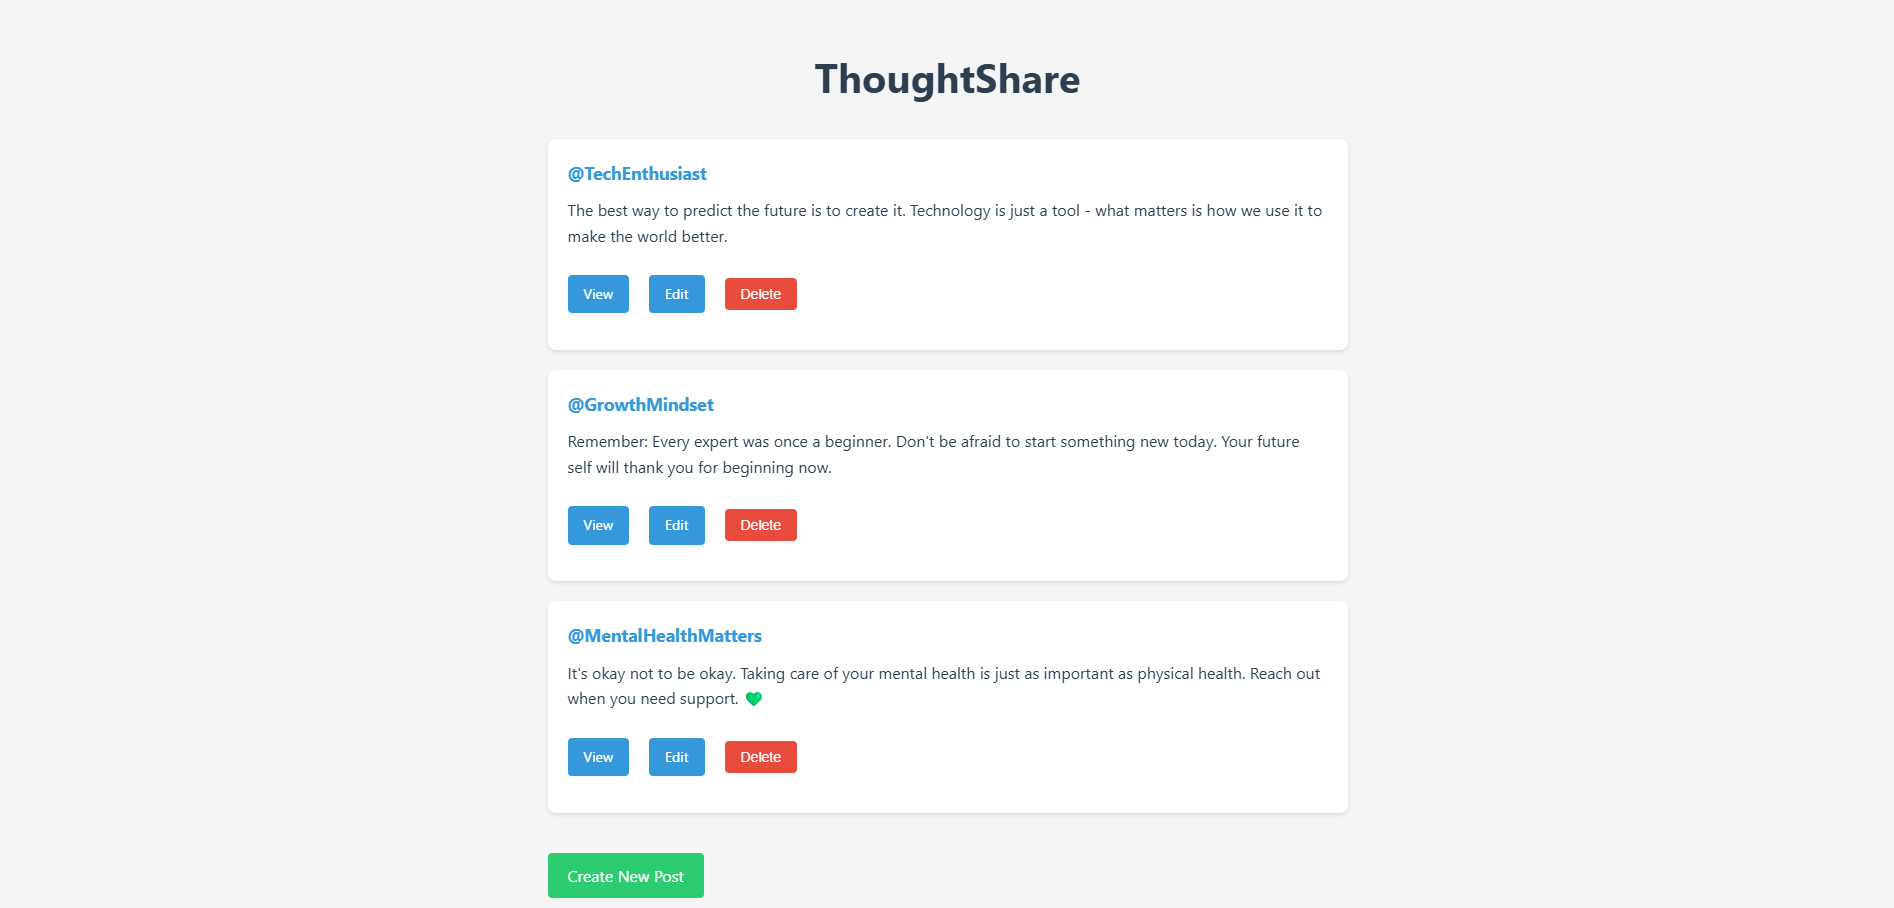 ThoughtShare
@TechEnthusiast
The best way to predict the future is to create it. Technology is just a tool - what matters is how we use it to
make the world better.
View Edit Delete
@GrowthMindset
Remember: Every expert was once a beginner. Don't be afraid to start something new today. Your future
self will thank you for beginning now.
View Edit Delete
@MentalHealthMatters
It's okay not to be okay. Taking care of your mental health is just as important as physical health. Reach out
when you need support. 💚
View Edit Delete
Create New Post